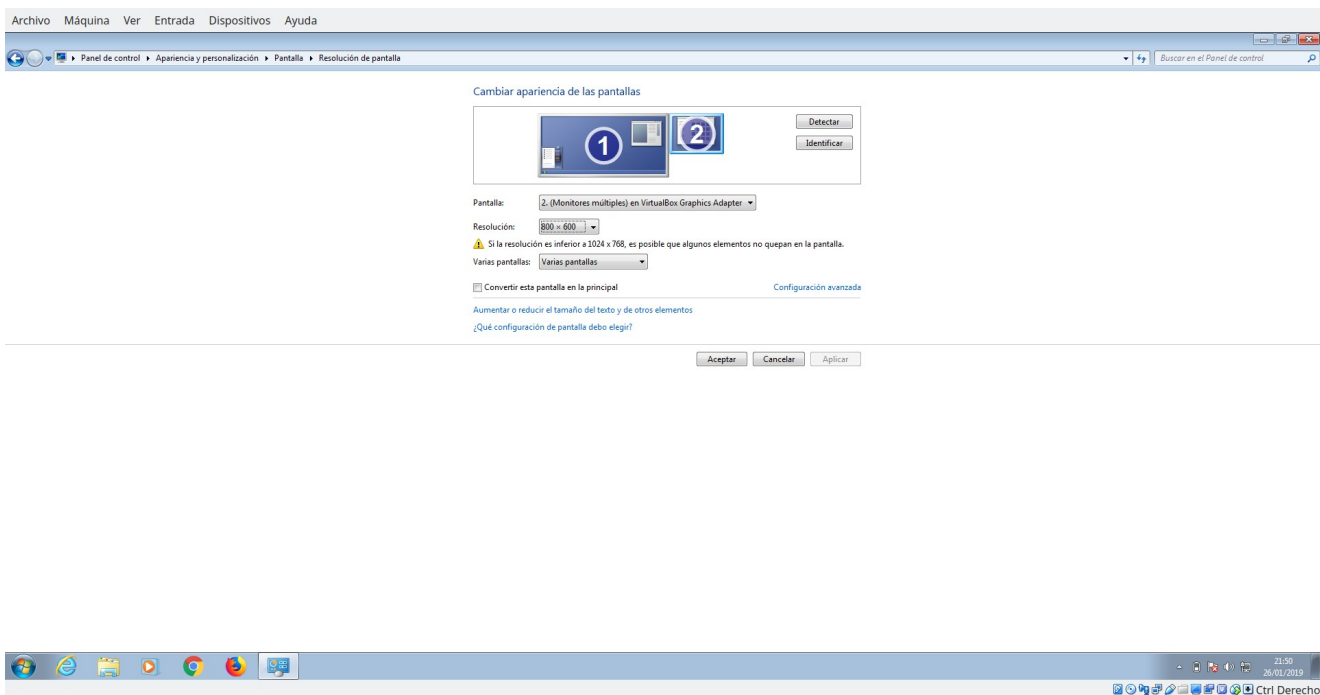 Archivo Máquina Ver Entrada Dispositivos Ayuda
Panel de control Apariencia y personalización Pantalla Resolución de pantalla Buscar en el Panel de control
Cambiar apariencia de las pantallas
1 2
Detectar
Identificar
Pantalla: 2. (Monitores múltiples) en VirtualBox Graphics Adapter
Resolución: 800 × 600
Si la resolución es inferior a 1024 x 768, es posible que algunos elementos no quepan en la pantalla.
Varias pantallas: Varias pantallas
Convertir esta pantalla en la principal Configuración avanzada
Aumentar o reducir el tamaño del texto y de otros elementos
¿Qué configuración de pantalla debo elegir?
Aceptar Cancelar Aplicar
21:50
26/01/2019
Ctrl Derecho